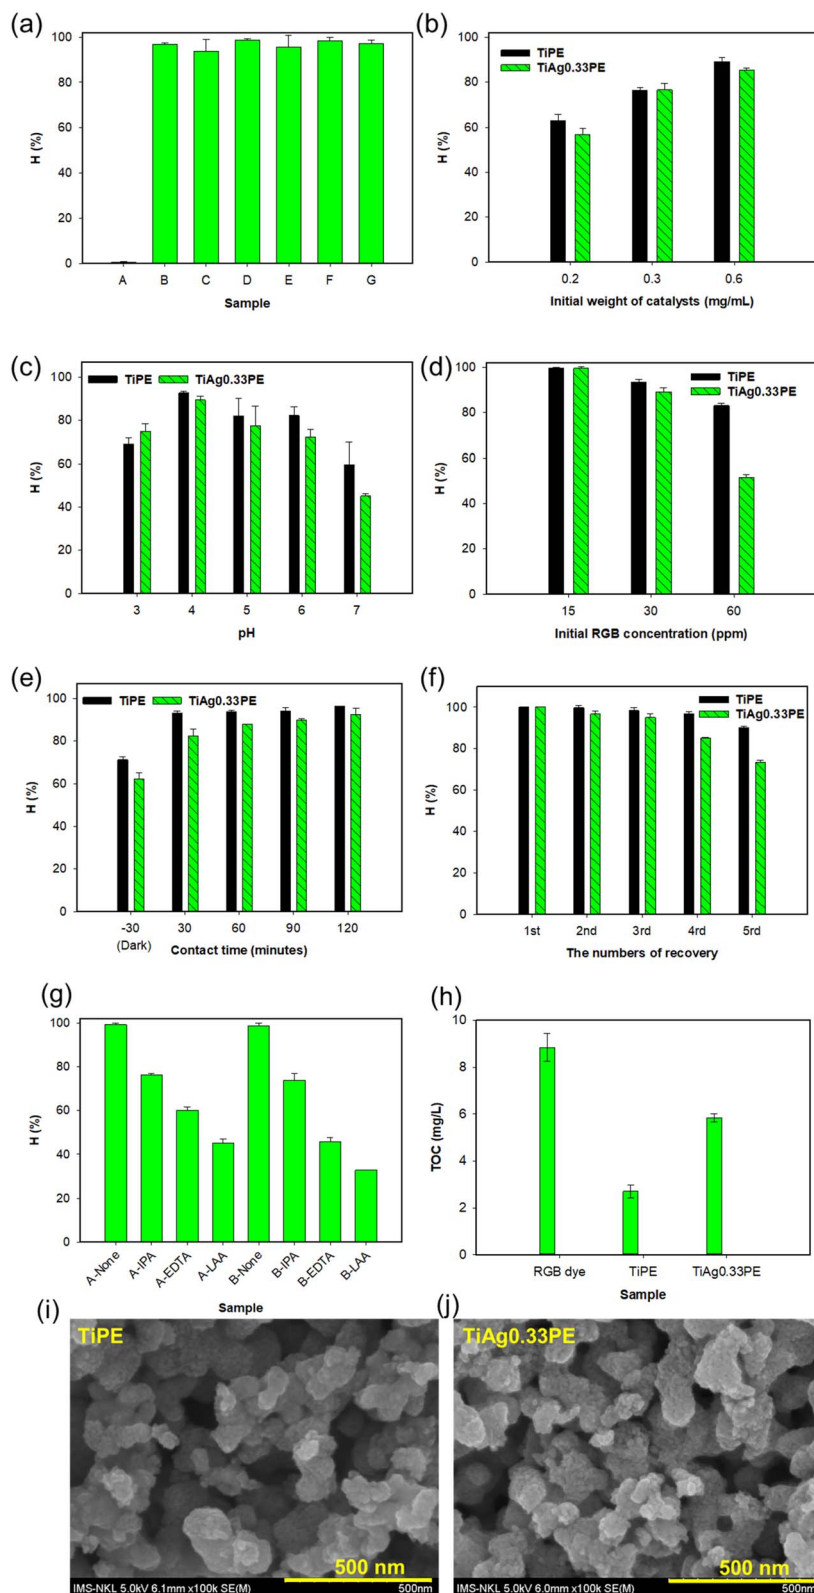 (a)
100
80
60
40
20
0
H (%)
A B C D E F G
Sample
(b)
TiPE
TiAg0.33PE
100
80
60
40
20
0
H (%)
0.2 0.3 0.6
Initial weight of catalysts (mg/mL)
(c)
TiPE TiAg0.33PE
100
80
60
40
20
0
H (%)
3 4 5 6 7
pH
(d)
TiPE
TiAg0.33PE
100
80
60
40
20
0
H (%)
15 30 60
Initial RGB concentration (ppm)
(e)
TiPE TiAg0.33PE
100
80
60
40
20
0
H (%)
-30 30 60 90 120
(Dark) Contact time (minutes)
(f)
TiPE
TiAg0.33PE
100
80
60
40
20
0
H (%)
1st 2nd 3rd 4rd 5rd
The numbers of recovery
(g)
100
80
60
40
20
0
H (%)
A-None A-IPA A-EDTA A-LAA B-None B-IPA B-EDTA B-LAA
Sample
(h)
10
8
6
4
2
0
TOC (mg/L)
RGB dye TiPE TiAg0.33PE
Sample
(i)
TiPE
500 nm
IMS-NKL 5.0kV 6.1mm x100k SE(M) 500nm
(j)
TiAg0.33PE
500 nm
IMS-NKL 5.0kV 6.0mm x100k SE(M) 500nm